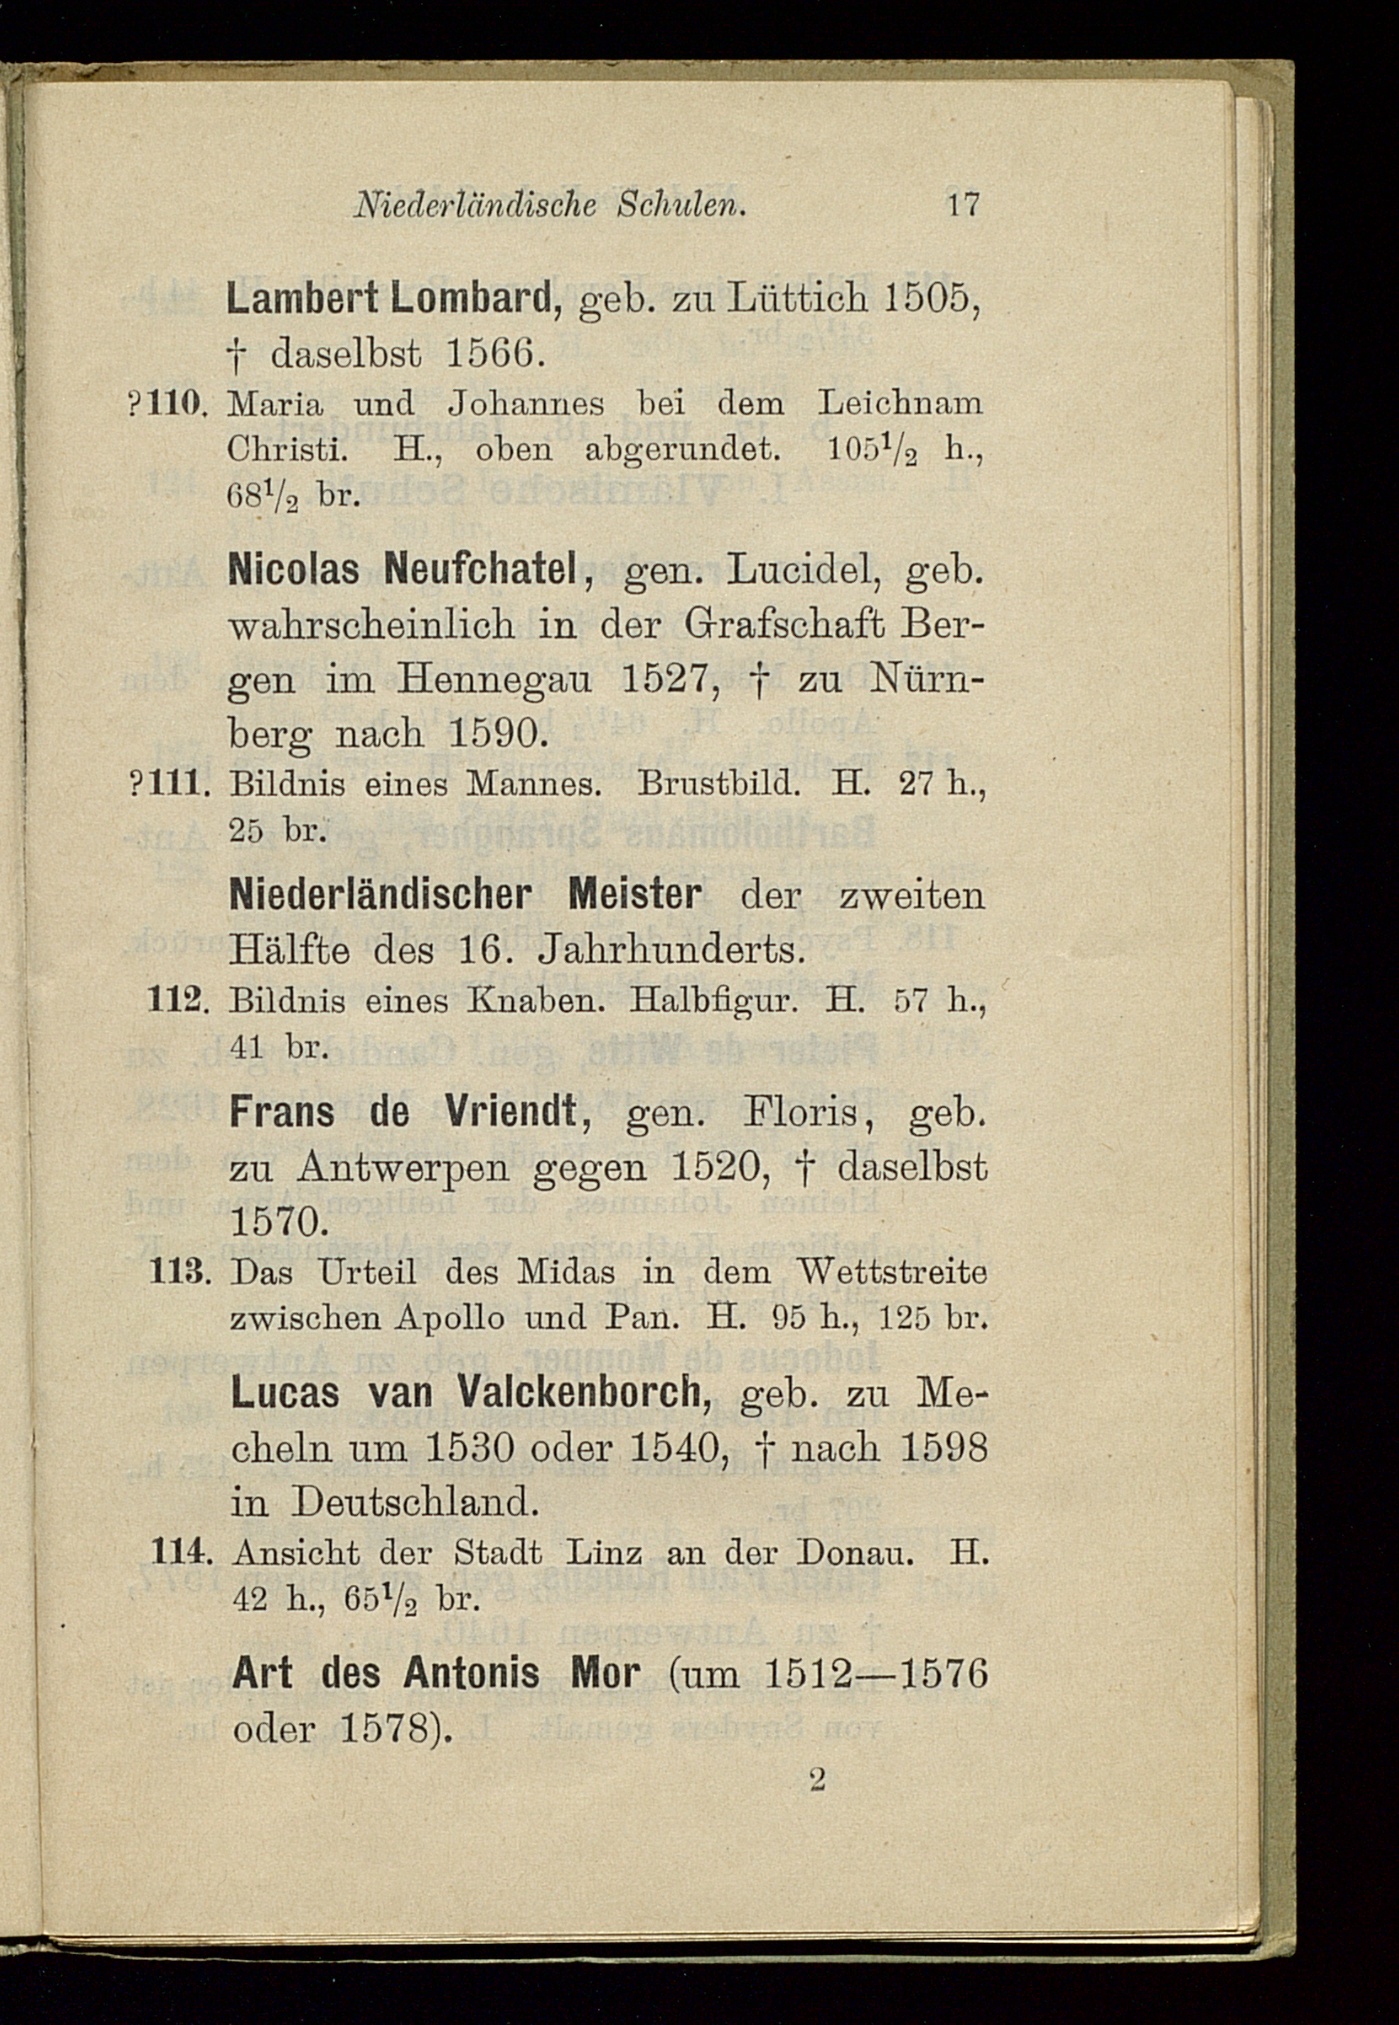 Niederländische Schulen. 17
Lambert Lombard, geb. zu Lüttich 1505,
† daselbst 1566.
?110. Maria und Johannes bei dem Leichnam
Christi. H., oben abgerundet. 105¹/₂ h.,
68¹/₂ br.
Nicolas Neufchatel, gen. Lucidel, geb.
wahrscheinlich in der Grafschaft Ber-
gen im Hennegau 1527, † zu Nürn-
berg nach 1590.
?111. Bildnis eines Mannes. Brustbild. H. 27 h.,
25 br.
Niederländischer Meister der zweiten
Hälfte des 16. Jahrhunderts.
112. Bildnis eines Knaben. Halbfigur. H. 57 h.,
41 br.
Frans de Vriendt, gen. Floris, geb.
zu Antwerpen gegen 1520, † daselbst
1570.
113. Das Urteil des Midas in dem Wettstreite
zwischen Apollo und Pan. H. 95 h., 125 br.
Lucas van Valckenborch, geb. zu Me-
cheln um 1530 oder 1540, † nach 1598
in Deutschland.
114. Ansicht der Stadt Linz an der Donau. H.
42 h., 65¹/₂ br.
Art des Antonis Mor (um 1512—1576
oder 1578).
2